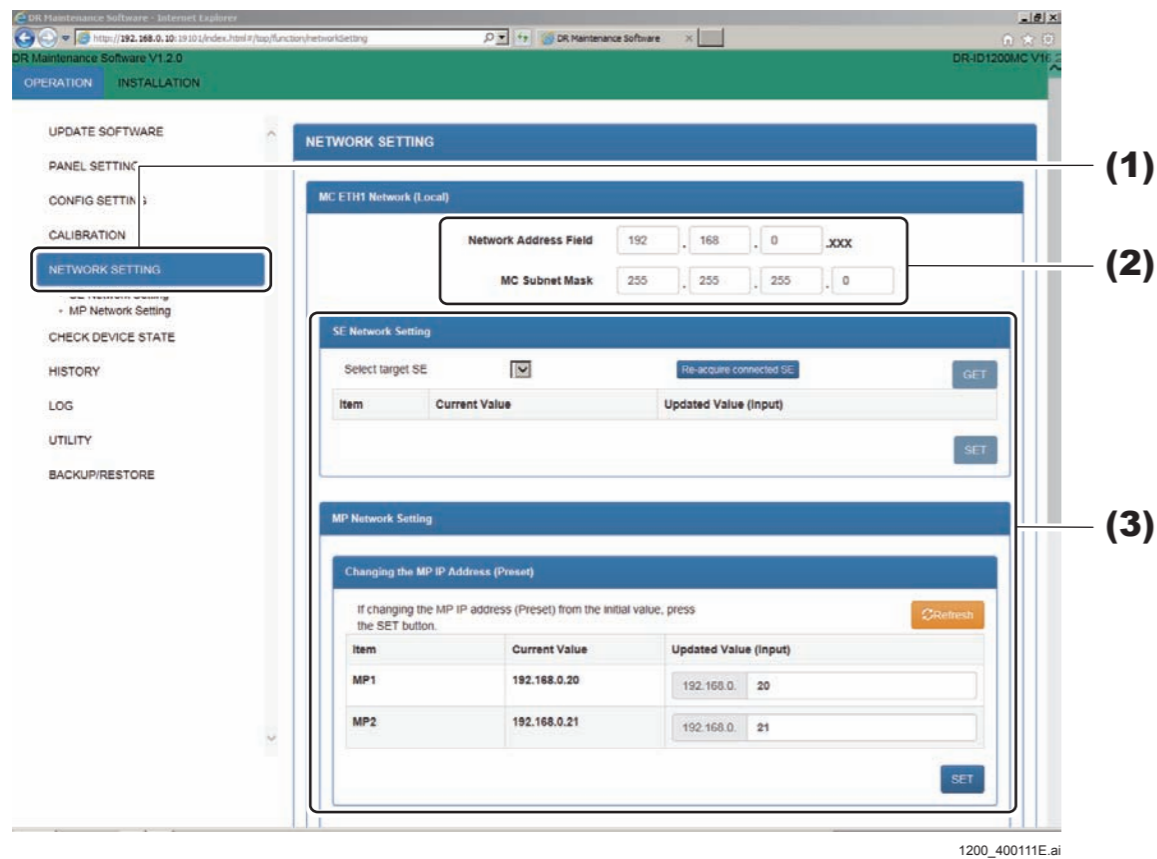 DR Maintenance Software - Internet Explorer
http://192.168.0.10:19101/index.html#/top/function/networkSetting
DR Maintenance Software
DR Maintenance Software V1.2.0
DR-ID1200MC V16.2
OPERATION INSTALLATION
UPDATE SOFTWARE
PANEL SETTING
CONFIG SETTING
CALIBRATION
NETWORK SETTING
- SE Network Setting
- MP Network Setting
CHECK DEVICE STATE
HISTORY
LOG
UTILITY
BACKUP/RESTORE
NETWORK SETTING
(1)
MC ETH1 Network (Local)
Network Address Field 192 . 168 . 0 .xxx
(2)
MC Subnet Mask 255 . 255 . 255 . 0
SE Network Setting
Select target SE Re-acquire connected SE GET
Item Current Value Updated Value (Input)
SET
MP Network Setting
(3)
Changing the MP IP Address (Preset)
If changing the MP IP address (Preset) from the initial value, press
the SET button.
Refresh
Item Current Value Updated Value (Input)
MP1 192.168.0.20 192.168.0. 20
MP2 192.168.0.21 192.168.0. 21
SET
1200_400111E.ai